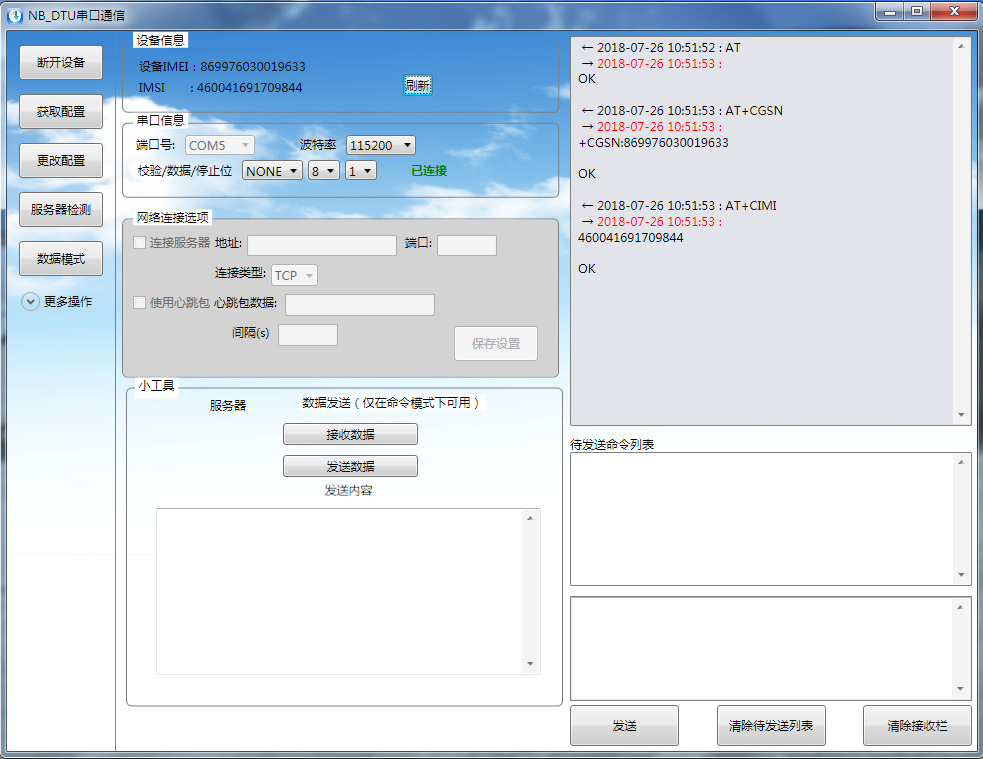 NB_DTU串口通信
断开设备
获取配置
更改配置
服务器检测
数据模式
更多操作
设备信息
设备IMEI : 869976030019633
IMSI : 460041691709844
刷新
串口信息
端口号: COM5 波特率 115200
校验/数据/停止位 NONE 8 1 已连接
网络连接选项
连接服务器 地址: 端口:
连接类型: TCP
使用心跳包 心跳包数据:
间隔(s)
保存设置
小工具
服务器 数据发送（仅在命令模式下可用）
接收数据
发送数据
发送内容
← 2018-07-26 10:51:52 : AT
→ 2018-07-26 10:51:53 :
OK
← 2018-07-26 10:51:53 : AT+CGSN
→ 2018-07-26 10:51:53 :
+CGSN:869976030019633
OK
← 2018-07-26 10:51:53 : AT+CIMI
→ 2018-07-26 10:51:53 :
460041691709844
OK
待发送命令列表
发送 清除待发送列表 清除接收栏